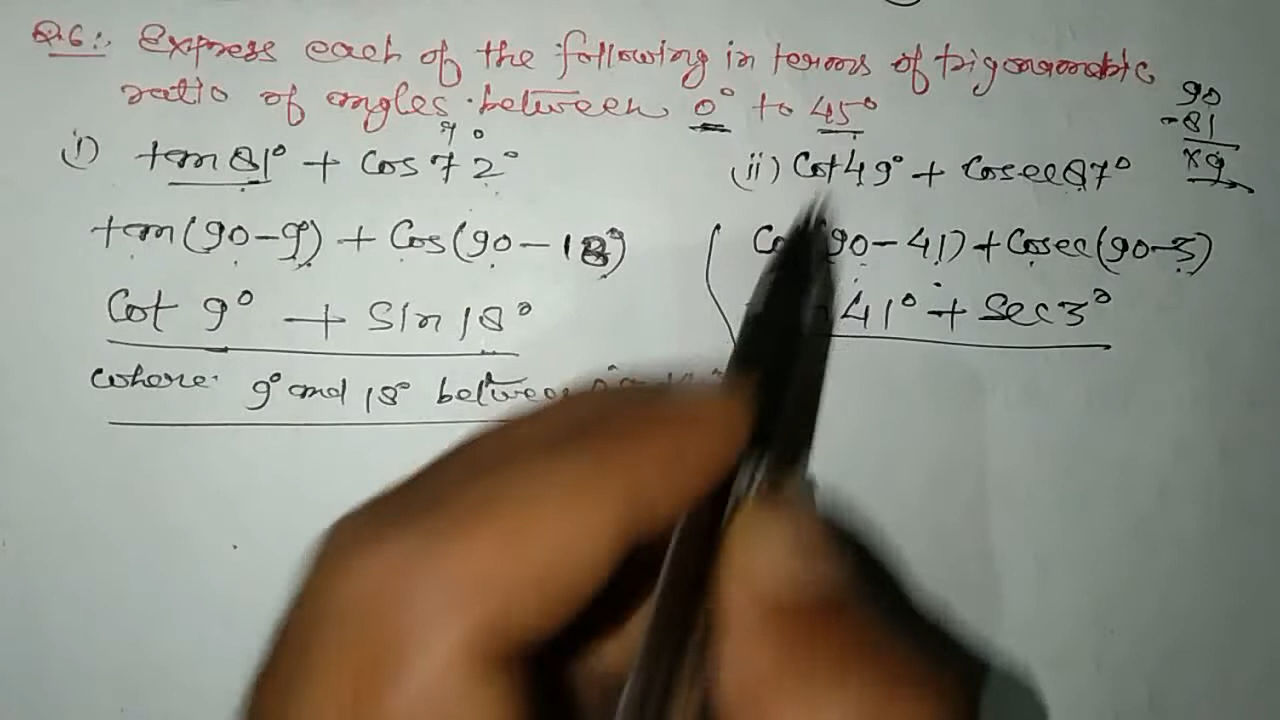 Q.6:. Express each of the following in terms of trigonometric
ratio of angles between 0° to 45°
i) tan 81° + Cos 72°
tan(90-9) + Cos(90-18)
Cot 9° + Sin 18°
where 9° and 18° between
(ii) Cot 49° + Cosec 87°
(90-41) + Cosec(90-3)
41° + Sec 3°
90
-81
x9